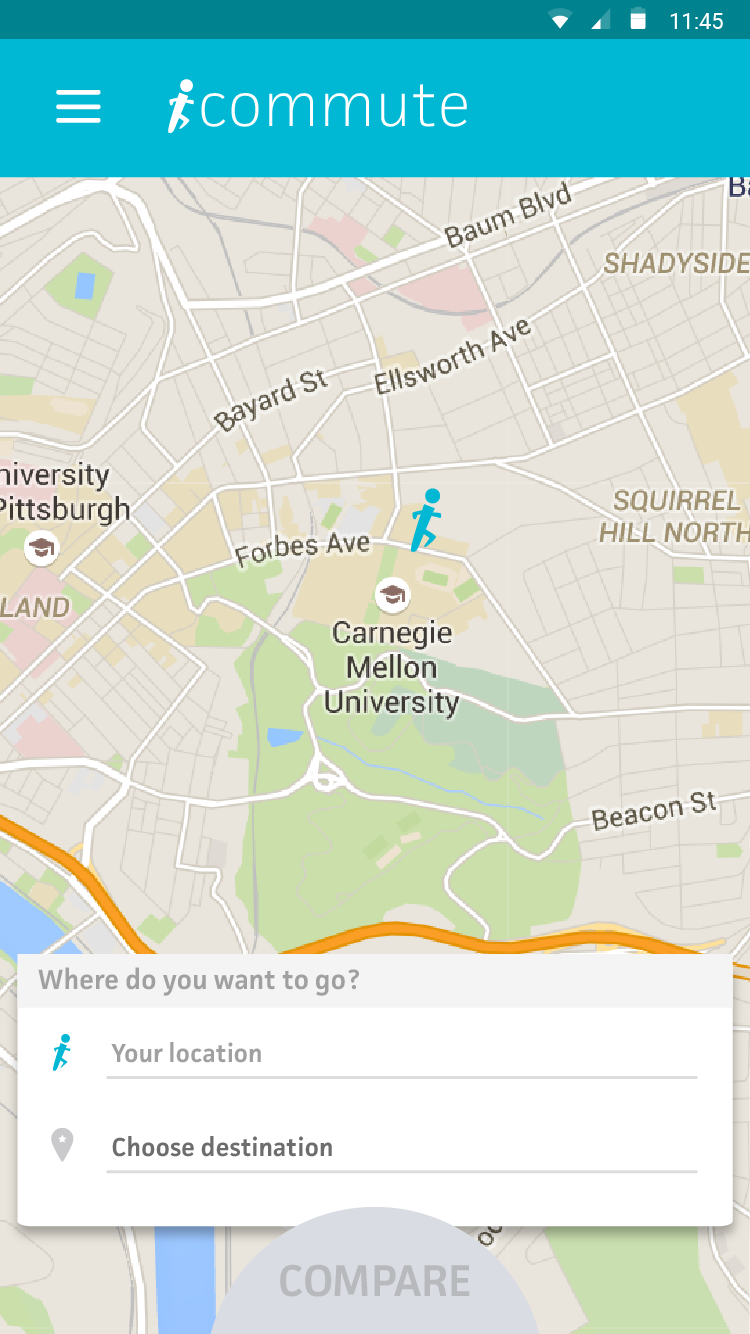 11:45
commute
Ba
Baum Blvd
SHADYSIDE
Ellsworth Ave
Bayard St
niversity
Pittsburgh
SQUIRREL
HILL NORTH
Forbes Ave
LAND
Carnegie
Mellon
University
Beacon St
Where do you want to go?
Your location
Choose destination
COMPARE